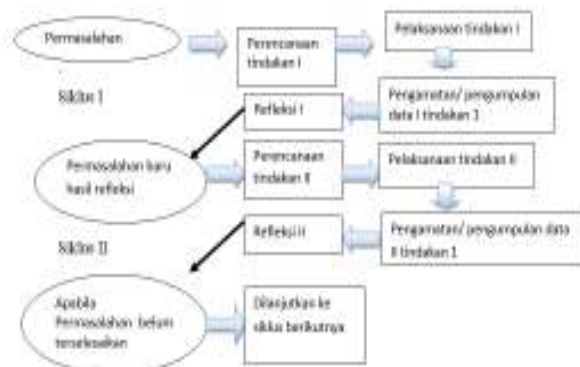 Permasalahan
Perencanaan
tindakan I
Pelaksanaan tindakan I
Siklus I
Refleksi I
Pengamatan/ pengumpulan
data I tindakan I
Permasalahan baru
hasil refleksi
Perencanaan
tindakan II
Pelaksanaan tindakan II
Siklus II
Refleksi II
Pengamatan/ pengumpulan data
II tindakan I
Apabila
Permasalahan belum
terselesaikan
Dilanjutkan ke
siklus berikutnya